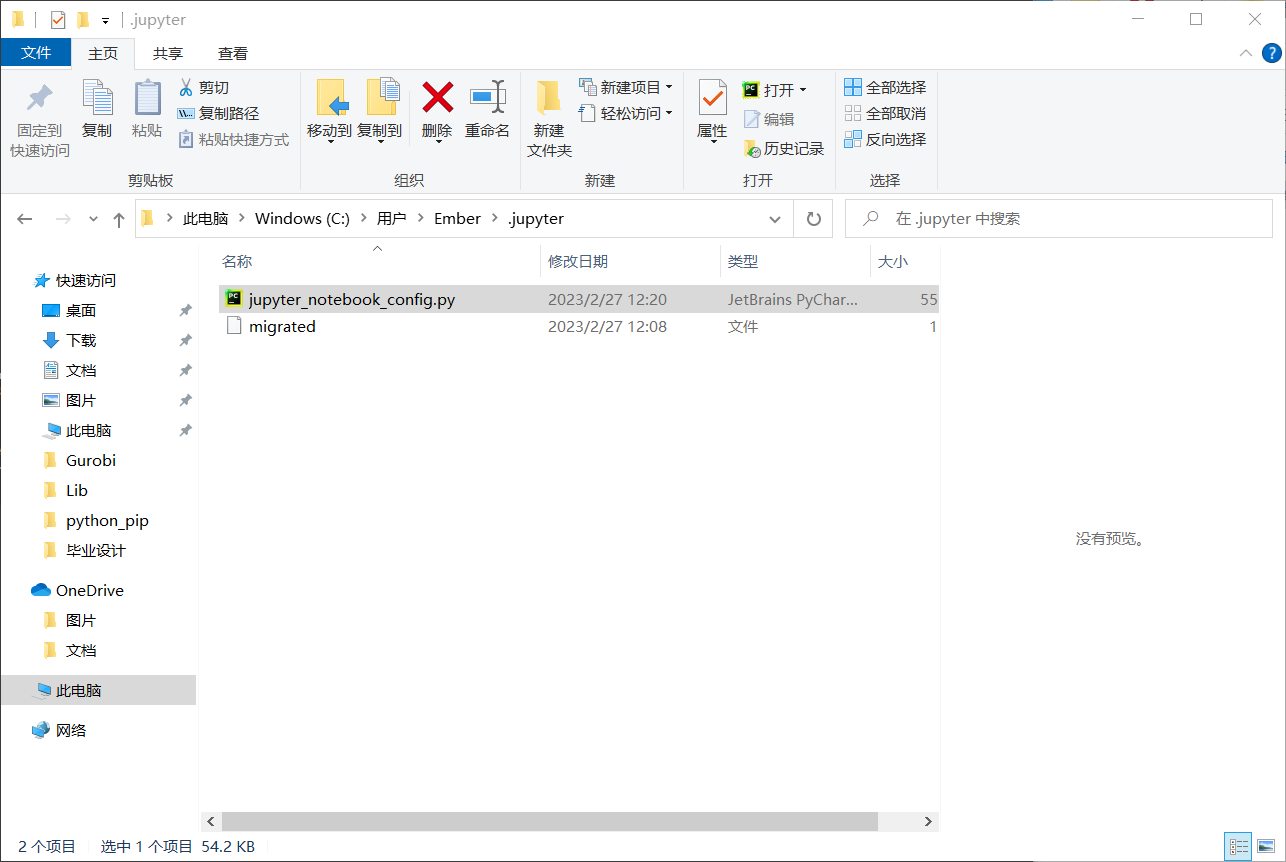 .jupyter
文件 主页 共享 查看
固定到
快速访问
复制
粘贴
剪切
复制路径
粘贴快捷方式
剪贴板
移动到
复制到
删除
重命名
组织
新建
文件夹
新建项目
轻松访问
新建
属性
打开
编辑
历史记录
打开
全部选择
全部取消
反向选择
选择
此电脑 Windows (C:) 用户 Ember .jupyter
在 .jupyter 中搜索
快速访问
桌面
下载
文档
图片
此电脑
Gurobi
Lib
python_pip
毕业设计
OneDrive
图片
文档
此电脑
网络
名称 修改日期 类型 大小
jupyter_notebook_config.py 2023/2/27 12:20 JetBrains PyChar... 55
migrated 2023/2/27 12:08 文件 1
没有预览。
2 个项目 选中 1 个项目 54.2 KB